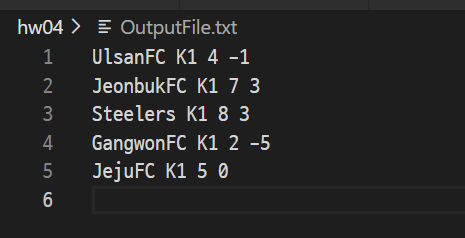 hw04 > OutputFile.txt
1 UlsanFC K1 4 -1
2 JeonbukFC K1 7 3
3 Steelers K1 8 3
4 GangwonFC K1 2 -5
5 JejuFC K1 5 0
6